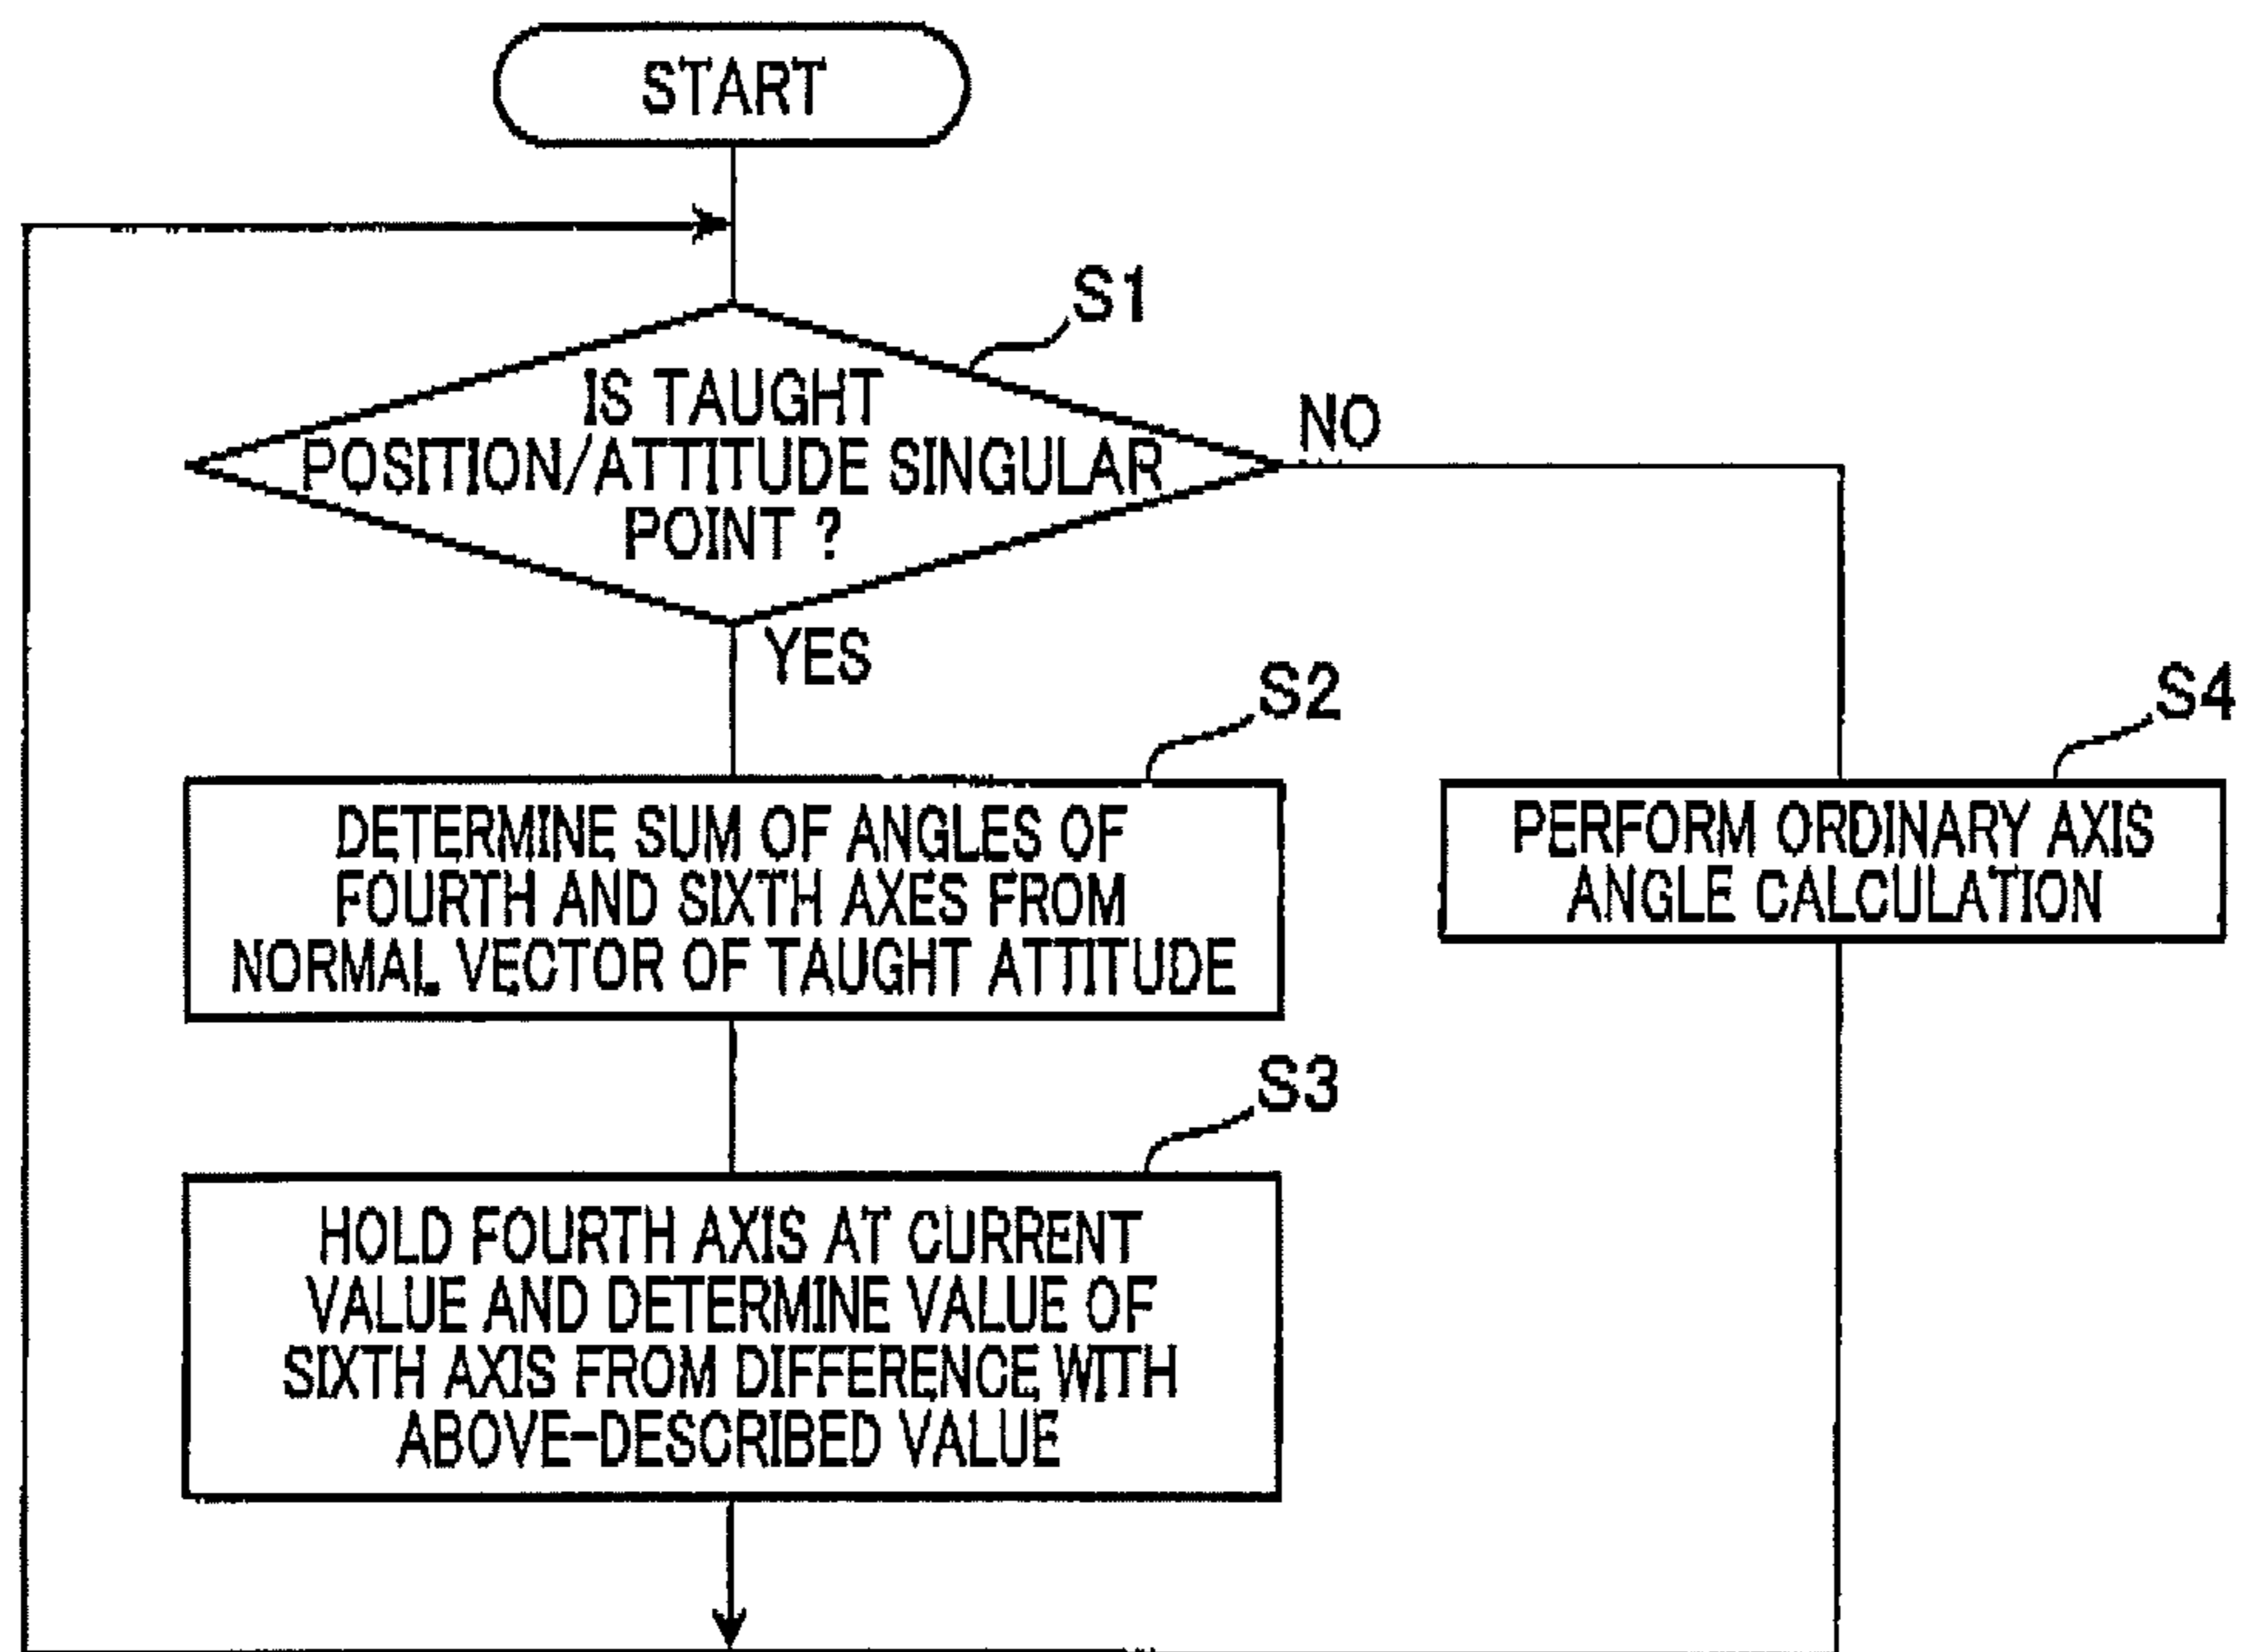 START
S1
IS TAUGHT
POSITION/ATTITUDE SINGULAR
POINT ?
NO
YES
S2
DETERMINE SUM OF ANGLES OF
FOURTH AND SIXTH AXES FROM
NORMAL VECTOR OF TAUGHT ATTITUDE
S4
PERFORM ORDINARY AXIS
ANGLE CALCULATION
S3
HOLD FOURTH AXIS AT CURRENT
VALUE AND DETERMINE VALUE OF
SIXTH AXIS FROM DIFFERENCE WITH
ABOVE-DESCRIBED VALUE